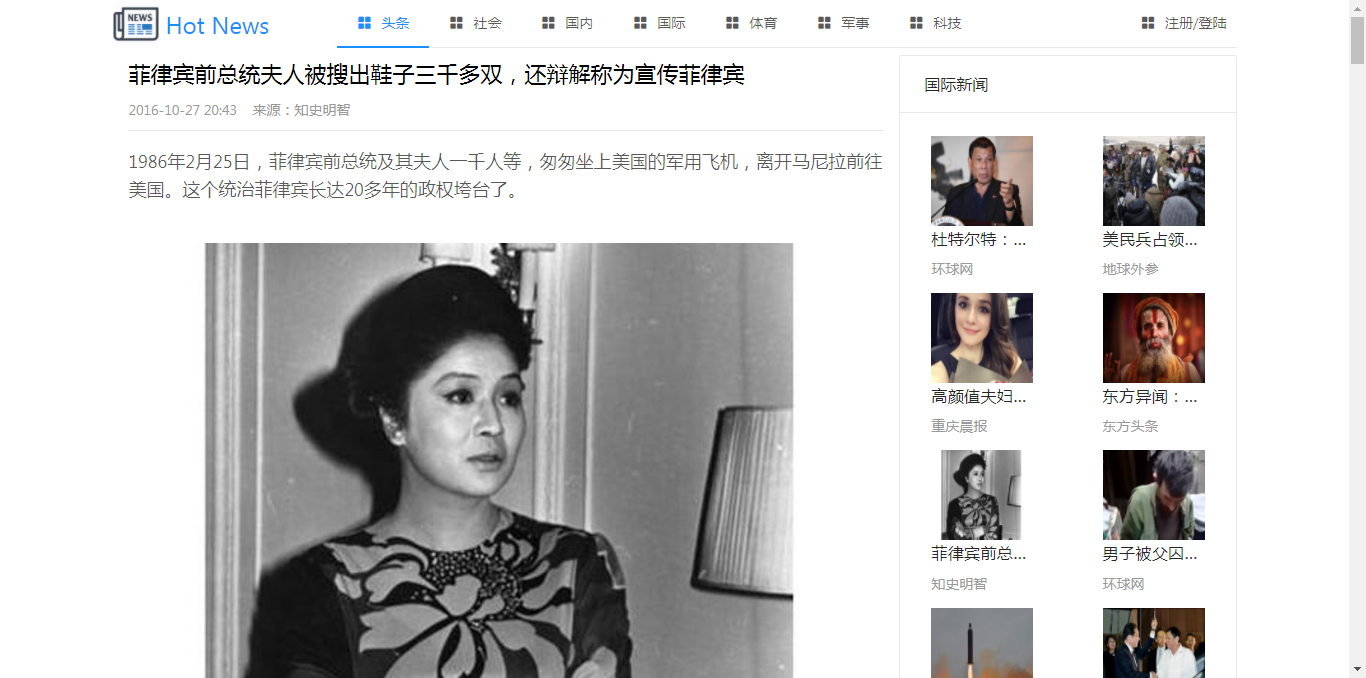 NEWS
Hot News
头条
社会
国内
国际
体育
军事
科技
注册/登陆
菲律宾前总统夫人被搜出鞋子三千多双，还辩解称为宣传菲律宾
2016-10-27 20:43 来源：知史明智
1986年2月25日，菲律宾前总统及其夫人一千人等，匆匆坐上美国的军用飞机，离开马尼拉前往
美国。这个统治菲律宾长达20多年的政权垮台了。
国际新闻
杜特尔特：...
环球网
美民兵占领...
地球外参
高颜值夫妇...
重庆晨报
东方异闻：...
东方头条
菲律宾前总...
知史明智
男子被父囚...
环球网